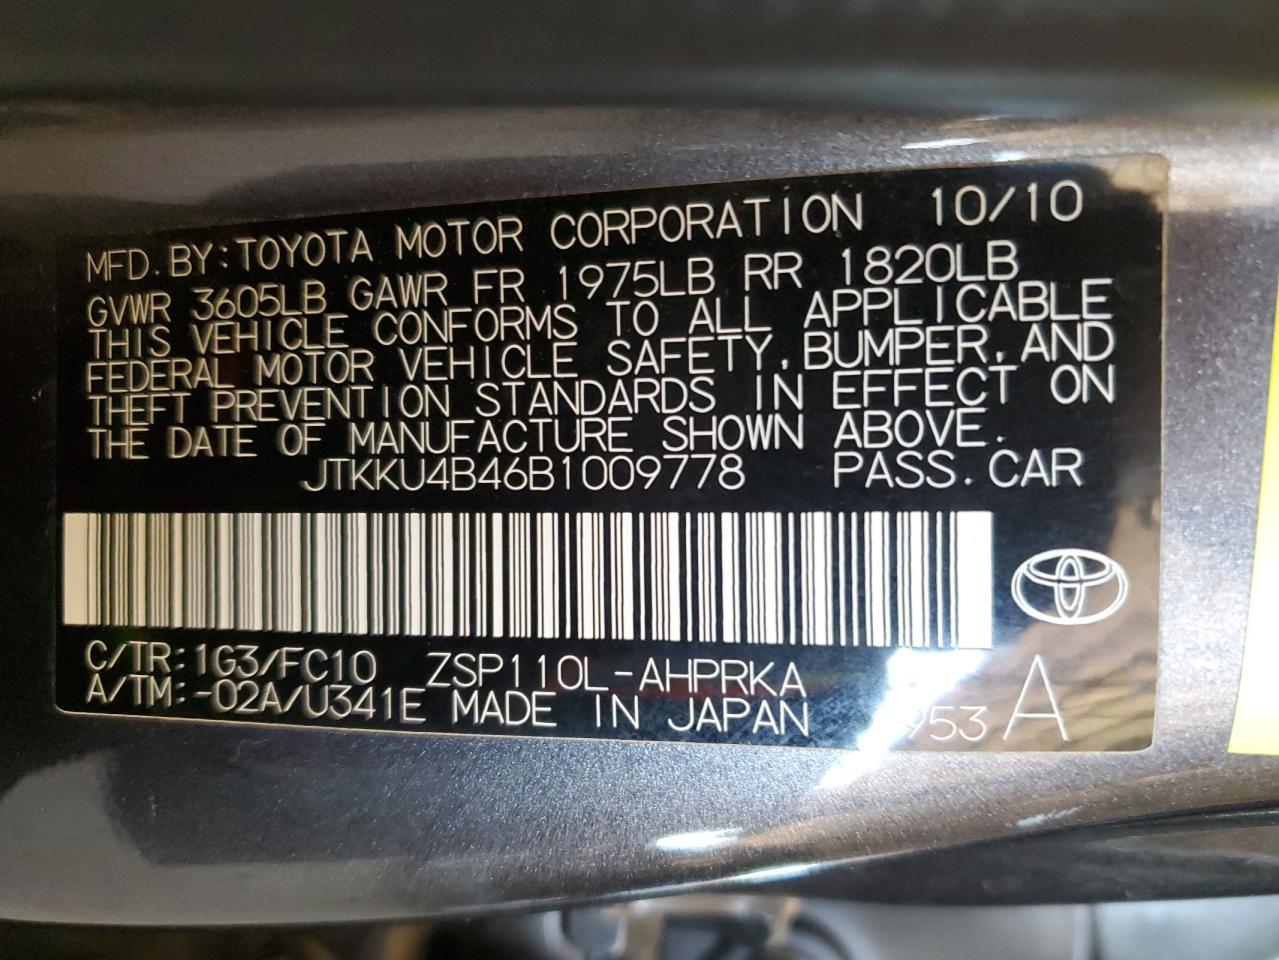 MFD.BY:TOYOTA MOTOR CORPORATION 10/10
GVWR 3605LB GAWR FR 1975LB RR 1820LB
THIS VEHICLE CONFORMS TO ALL APPLICABLE
FEDERAL MOTOR VEHICLE SAFETY,BUMPER,AND
THEFT PREVENTION STANDARDS IN EFFECT ON
THE DATE OF MANUFACTURE SHOWN ABOVE.
JTKKU4B46B1009778 PASS.CAR
C/TR:1G3/FC10 ZSP110L-AHPRKA
A/TM:-02A/U341E MADE IN JAPAN A